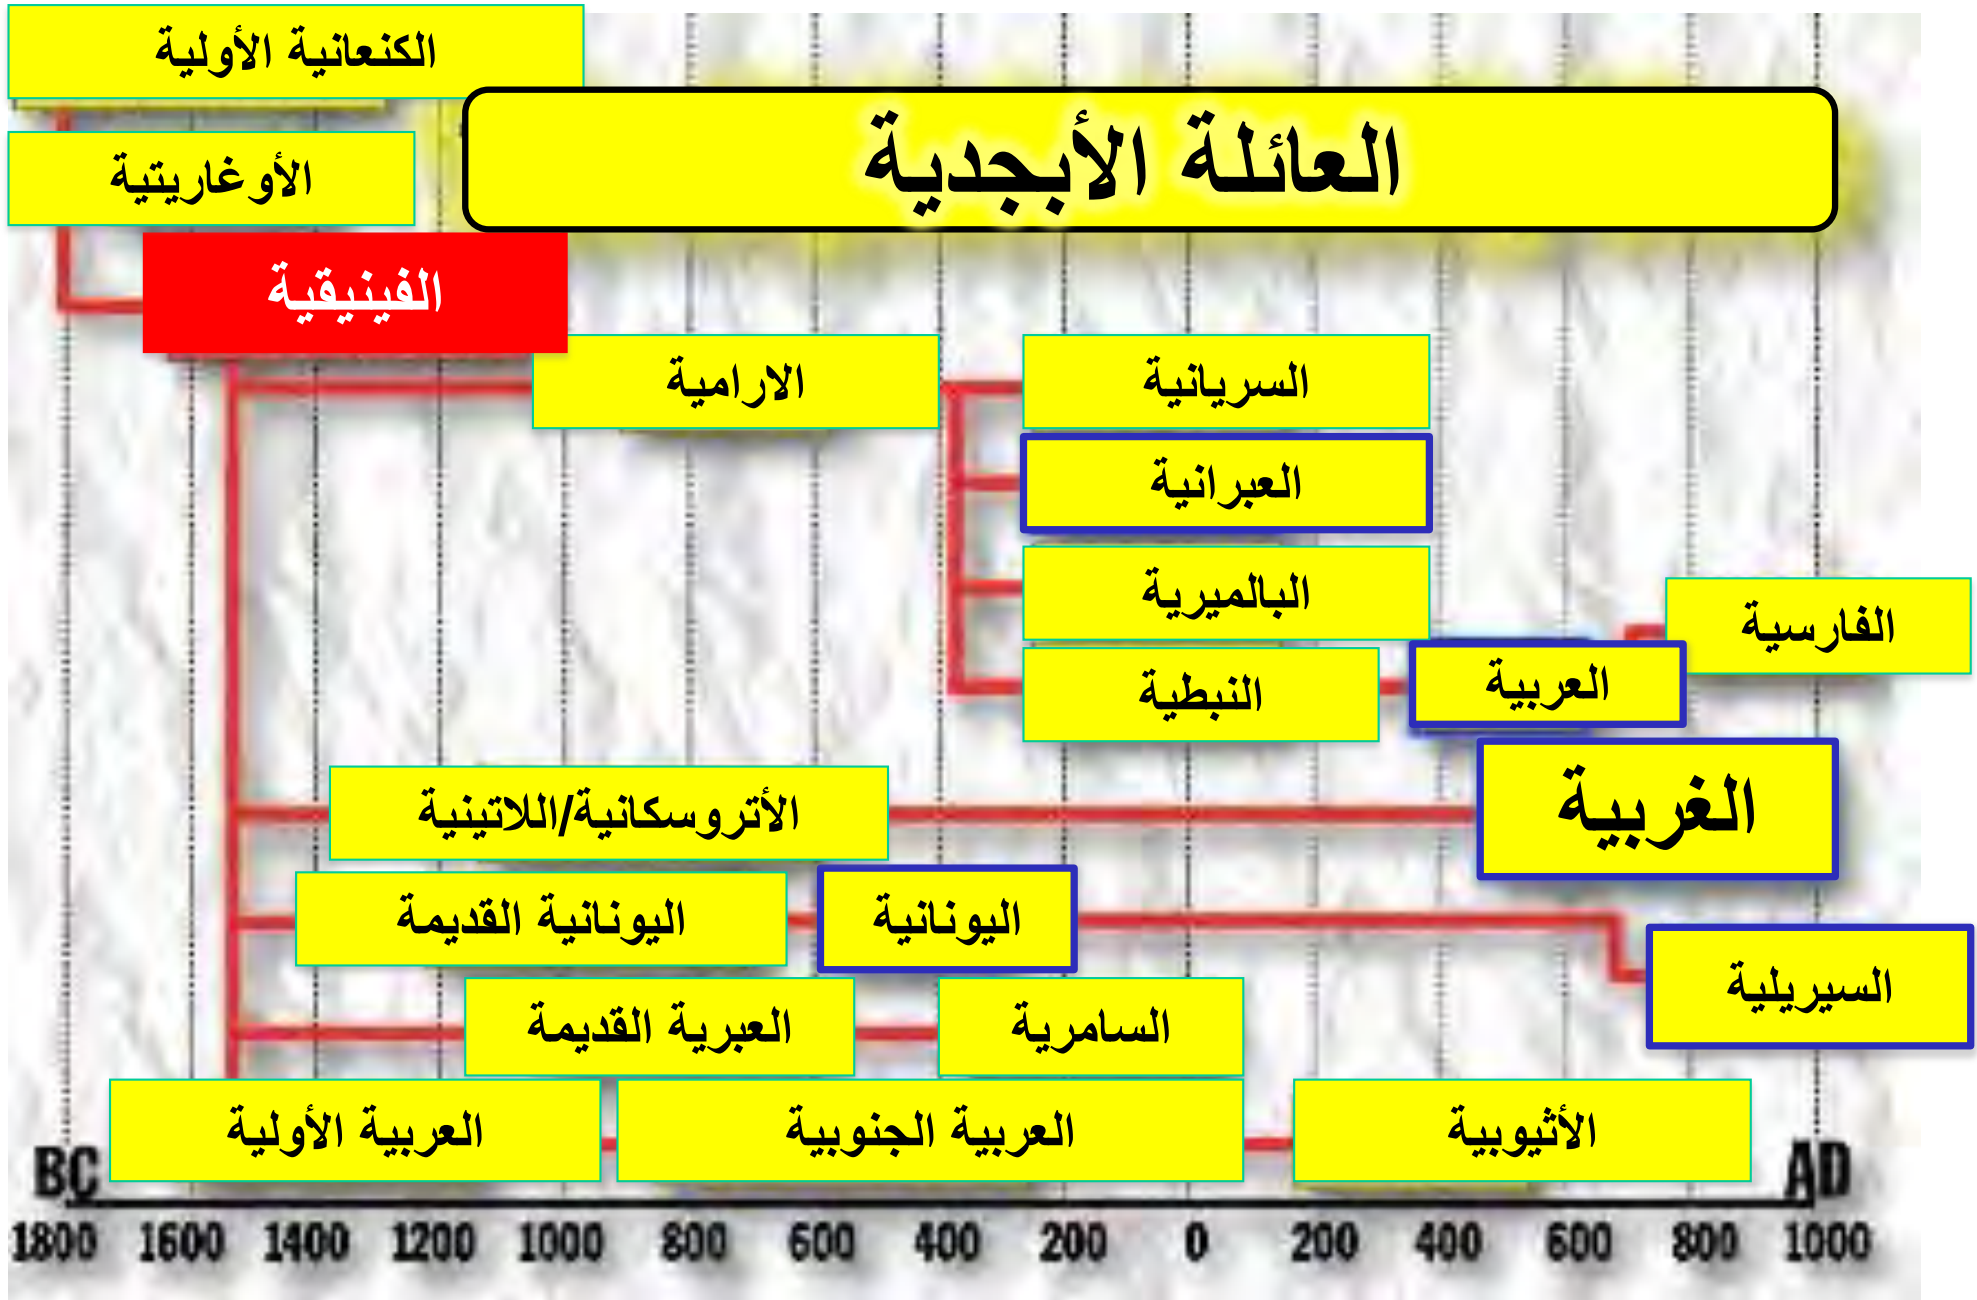 الكنعانية الأولية
العائلة الأبجدية
الأوغاريتية
الفينيقية
الارامية
السريانية
العبرانية
البالميرية
الفارسية
النبطية
العربية
الأتروسكانية/اللاتينية
الغربية
اليونانية القديمة
اليونانية
السيريلية
العبرية القديمة
السامرية
العربية الأولية
العربية الجنوبية
الأثيوبية
BC
AD
1800 1600 1400 1200 1000 800 600 400 200 0 200 400 600 800 1000